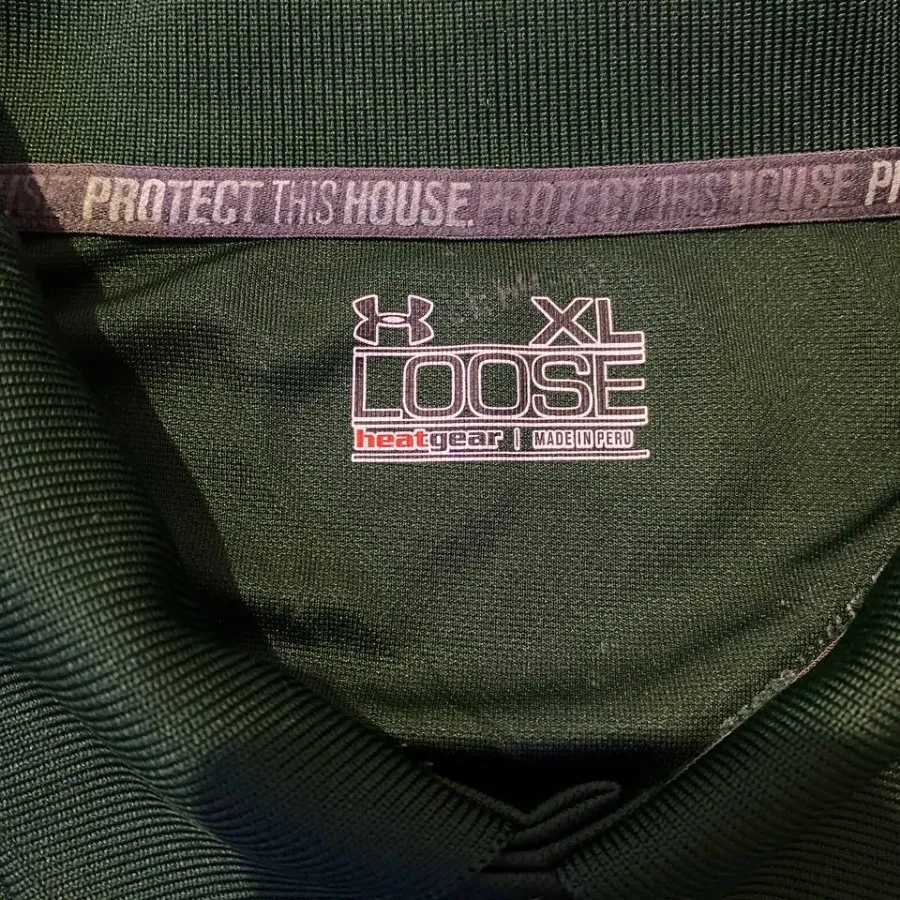 PROTECT THIS HOUSE. PROTECT THIS HOUSE
XL
LOOSE
heatgear | MADE IN PERU